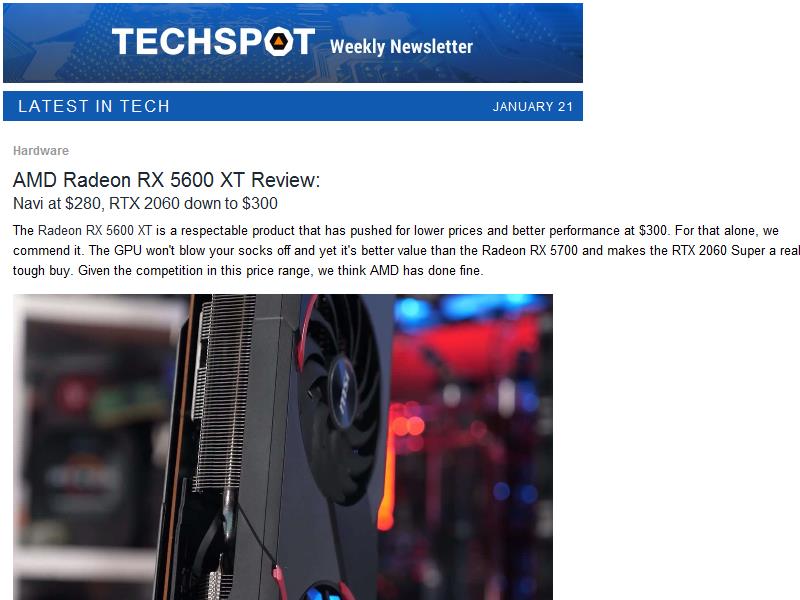 TECHSPOT Weekly Newsletter
LATEST IN TECH JANUARY 21
Hardware
AMD Radeon RX 5600 XT Review:
Navi at $280, RTX 2060 down to $300
The Radeon RX 5600 XT is a respectable product that has pushed for lower prices and better performance at $300. For that alone, we
commend it. The GPU won't blow your socks off and yet it's better value than the Radeon RX 5700 and makes the RTX 2060 Super a real
tough buy. Given the competition in this price range, we think AMD has done fine.
msi